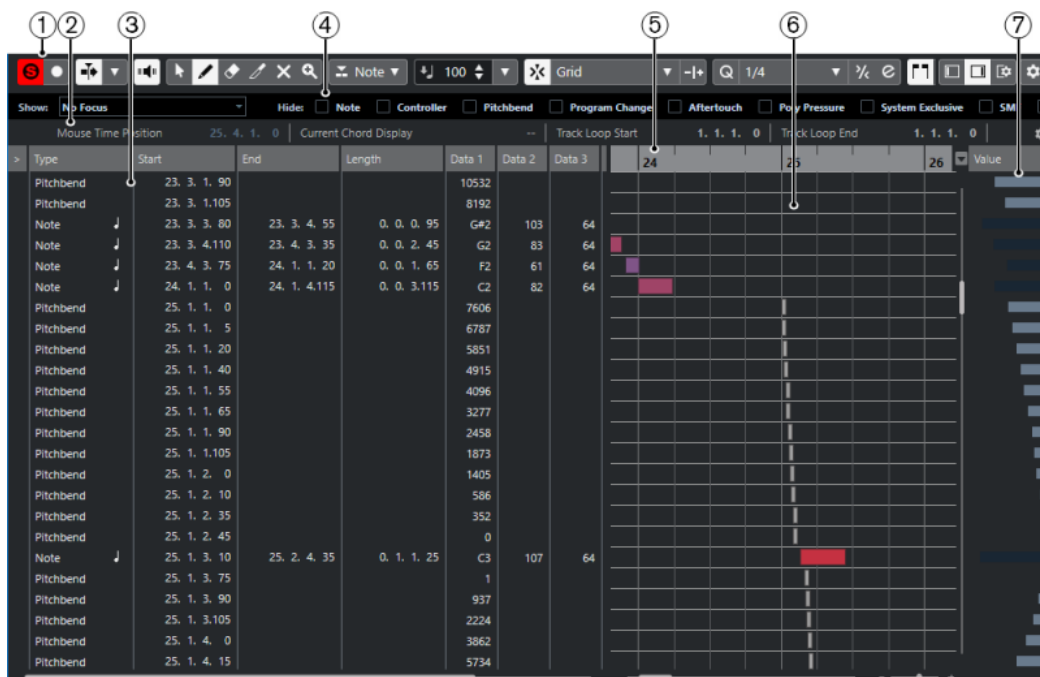 1 2 3 4 5 6 7
S Note 100 Grid Q 1/4
Show: No Focus Hide: Note Controller Pitchbend Program Change Aftertouch Poly Pressure System Exclusive SM
Mouse Time Position 25. 4. 1. 0 Current Chord Display -- Track Loop Start 1. 1. 1. 0 Track Loop End 1. 1. 1. 0
> Type Start End Length Data 1 Data 2 Data 3 24 25 26 Value
Pitchbend 23. 3. 1. 90 10532
Pitchbend 23. 3. 1.105 8192
Note 23. 3. 3. 80 23. 3. 4. 55 0. 0. 0. 95 G#2 103 64
Note 23. 3. 4.110 23. 4. 3. 35 0. 0. 2. 45 G2 83 64
Note 23. 4. 3. 75 24. 1. 1. 20 0. 0. 1. 65 F2 61 64
Note 24. 1. 1. 0 24. 1. 4.115 0. 0. 3.115 C2 82 64
Pitchbend 25. 1. 1. 0 7606
Pitchbend 25. 1. 1. 5 6787
Pitchbend 25. 1. 1. 20 5851
Pitchbend 25. 1. 1. 40 4915
Pitchbend 25. 1. 1. 55 4096
Pitchbend 25. 1. 1. 65 3277
Pitchbend 25. 1. 1. 90 2458
Pitchbend 25. 1. 1.105 1873
Pitchbend 25. 1. 2. 0 1405
Pitchbend 25. 1. 2. 10 586
Pitchbend 25. 1. 2. 35 352
Pitchbend 25. 1. 2. 45 0
Note 25. 1. 3. 10 25. 2. 4. 35 0. 1. 1. 25 C3 107 64
Pitchbend 25. 1. 3. 75 1
Pitchbend 25. 1. 3. 90 937
Pitchbend 25. 1. 3.105 2224
Pitchbend 25. 1. 4. 0 3862
Pitchbend 25. 1. 4. 15 5734